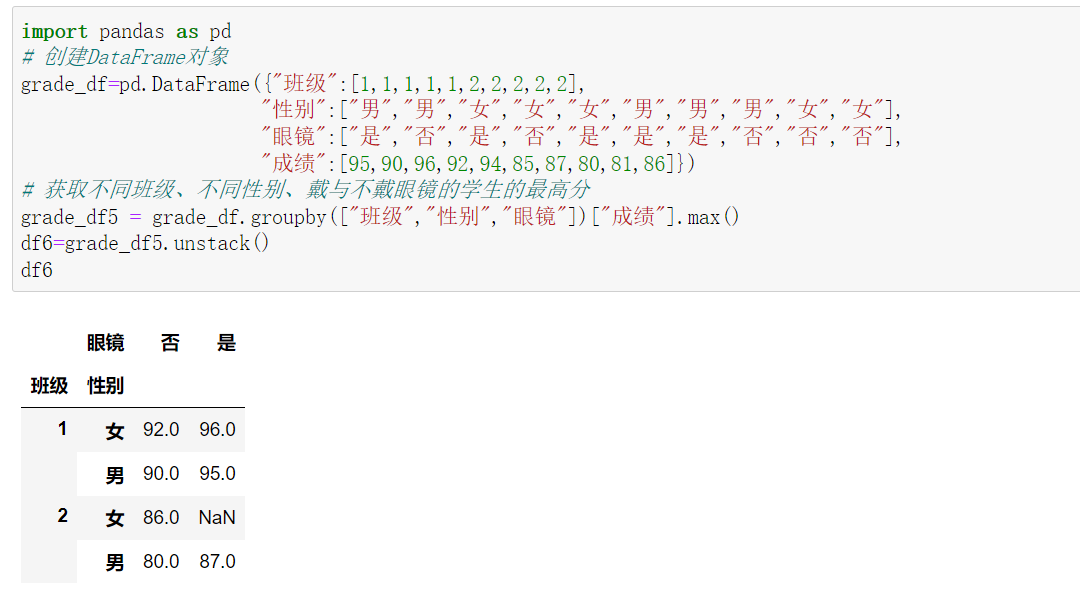 import pandas as pd
# 创建DataFrame对象
grade_df=pd.DataFrame({"班级":[1,1,1,1,1,2,2,2,2,2],
"性别":["男","男","女","女","女","男","男","男","女","女"],
"眼镜":["是","否","是","否","是","是","是","否","否","否"],
"成绩":[95,90,96,92,94,85,87,80,81,86]})
# 获取不同班级、不同性别、戴与不戴眼镜的学生的最高分
grade_df5 = grade_df.groupby(["班级","性别","眼镜"])["成绩"].max()
df6=grade_df5.unstack()
df6
眼镜 否 是
班级 性别
1 女 92.0 96.0
男 90.0 95.0
2 女 86.0 NaN
男 80.0 87.0